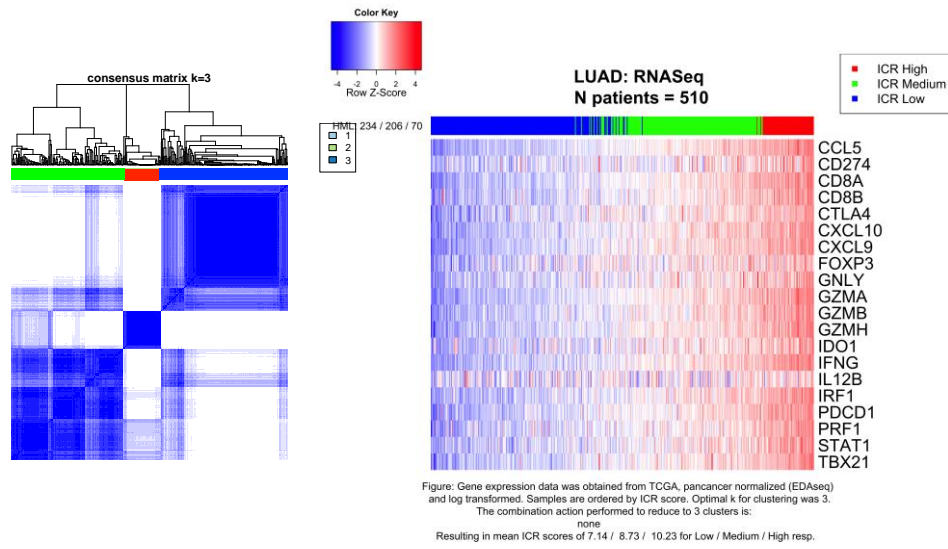 consensus matrix k=3
Color Key
-4 -2 0 2 4
Row Z-Score
HML: 234 / 206 / 70
1
2
3
LUAD: RNASeq
N patients = 510
ICR High
ICR Medium
ICR Low
CCL5
CD274
CD8A
CD8B
CTLA4
CXCL10
CXCL9
FOXP3
GNLY
GZMA
GZMB
GZMH
IDO1
IFNG
IL12B
IRF1
PDCD1
PRF1
STAT1
TBX21
Figure: Gene expression data was obtained from TCGA, pancancer normalized (EDAseq)
and log transformed. Samples are ordered by ICR score. Optimal k for clustering was 3.
The combination action performed to reduce to 3 clusters is:
none
Resulting in mean ICR scores of 7.14 / 8.73 / 10.23 for Low / Medium / High resp.